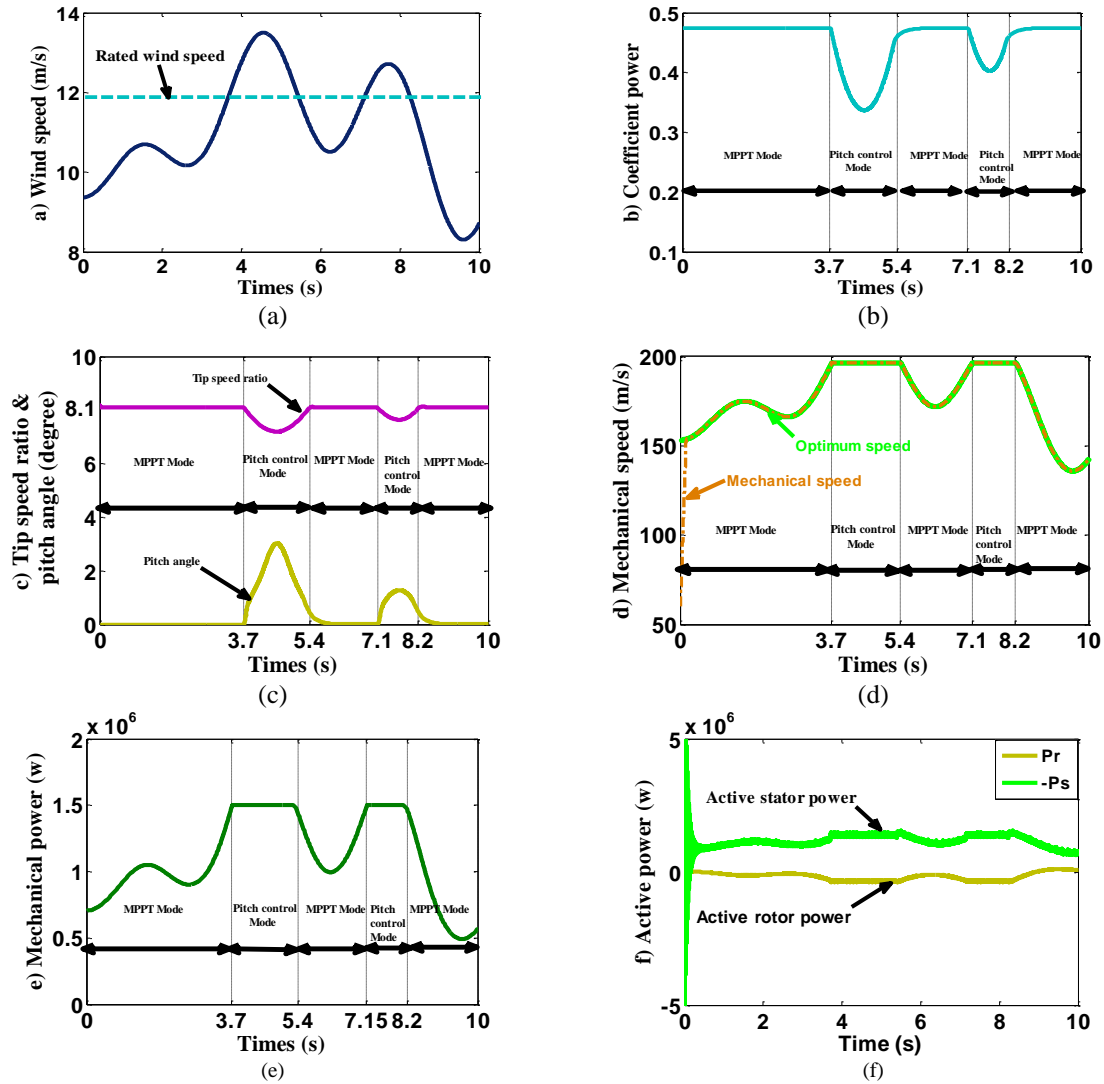 14
12
10
8
a) Wind speed (m/s)
Rated wind speed
0 2 4 6 8 10
Times (s)
(a)
0.5
0.4
0.3
0.2
0.1
b) Coefficient power
MPPT Mode
Pitch control
Mode
MPPT Mode
Pitch
control
Mode
MPPT Mode
0 3.7 5.4 7.1 8.2 10
Times (s)
(b)
10
8.1
6
4
2
0
c) Tip speed ratio &
pitch angle (degree)
Tip speed ratio
MPPT Mode
Pitch control
Mode
MPPT Mode
Pitch
control
Mode
MPPT Mode
Pitch angle
0 3.7 5.4 7.1 8.2 10
Times (s)
(c)
200
150
100
50
d) Mechanical speed (m/s)
Optimum speed
Mechanical speed
MPPT Mode
Pitch control
Mode
MPPT Mode
Pitch
control
Mode
MPPT Mode
0 3.7 5.4 7.1 8.2 10
Times (s)
(d)
x 10^6
2
1.5
1
0.5
0
e) Mechanical power (w)
MPPT Mode
Pitch control
Mode
MPPT Mode
Pitch
control
Mode
MPPT Mode
0 3.7 5.4 7.15 8.2 10
Times (s)
(e)
x 10^6
5
0
-5
f) Active power (w)
Pr
-Ps
Active stator power
Active rotor power
0 2 4 6 8 10
Time (s)
(f)